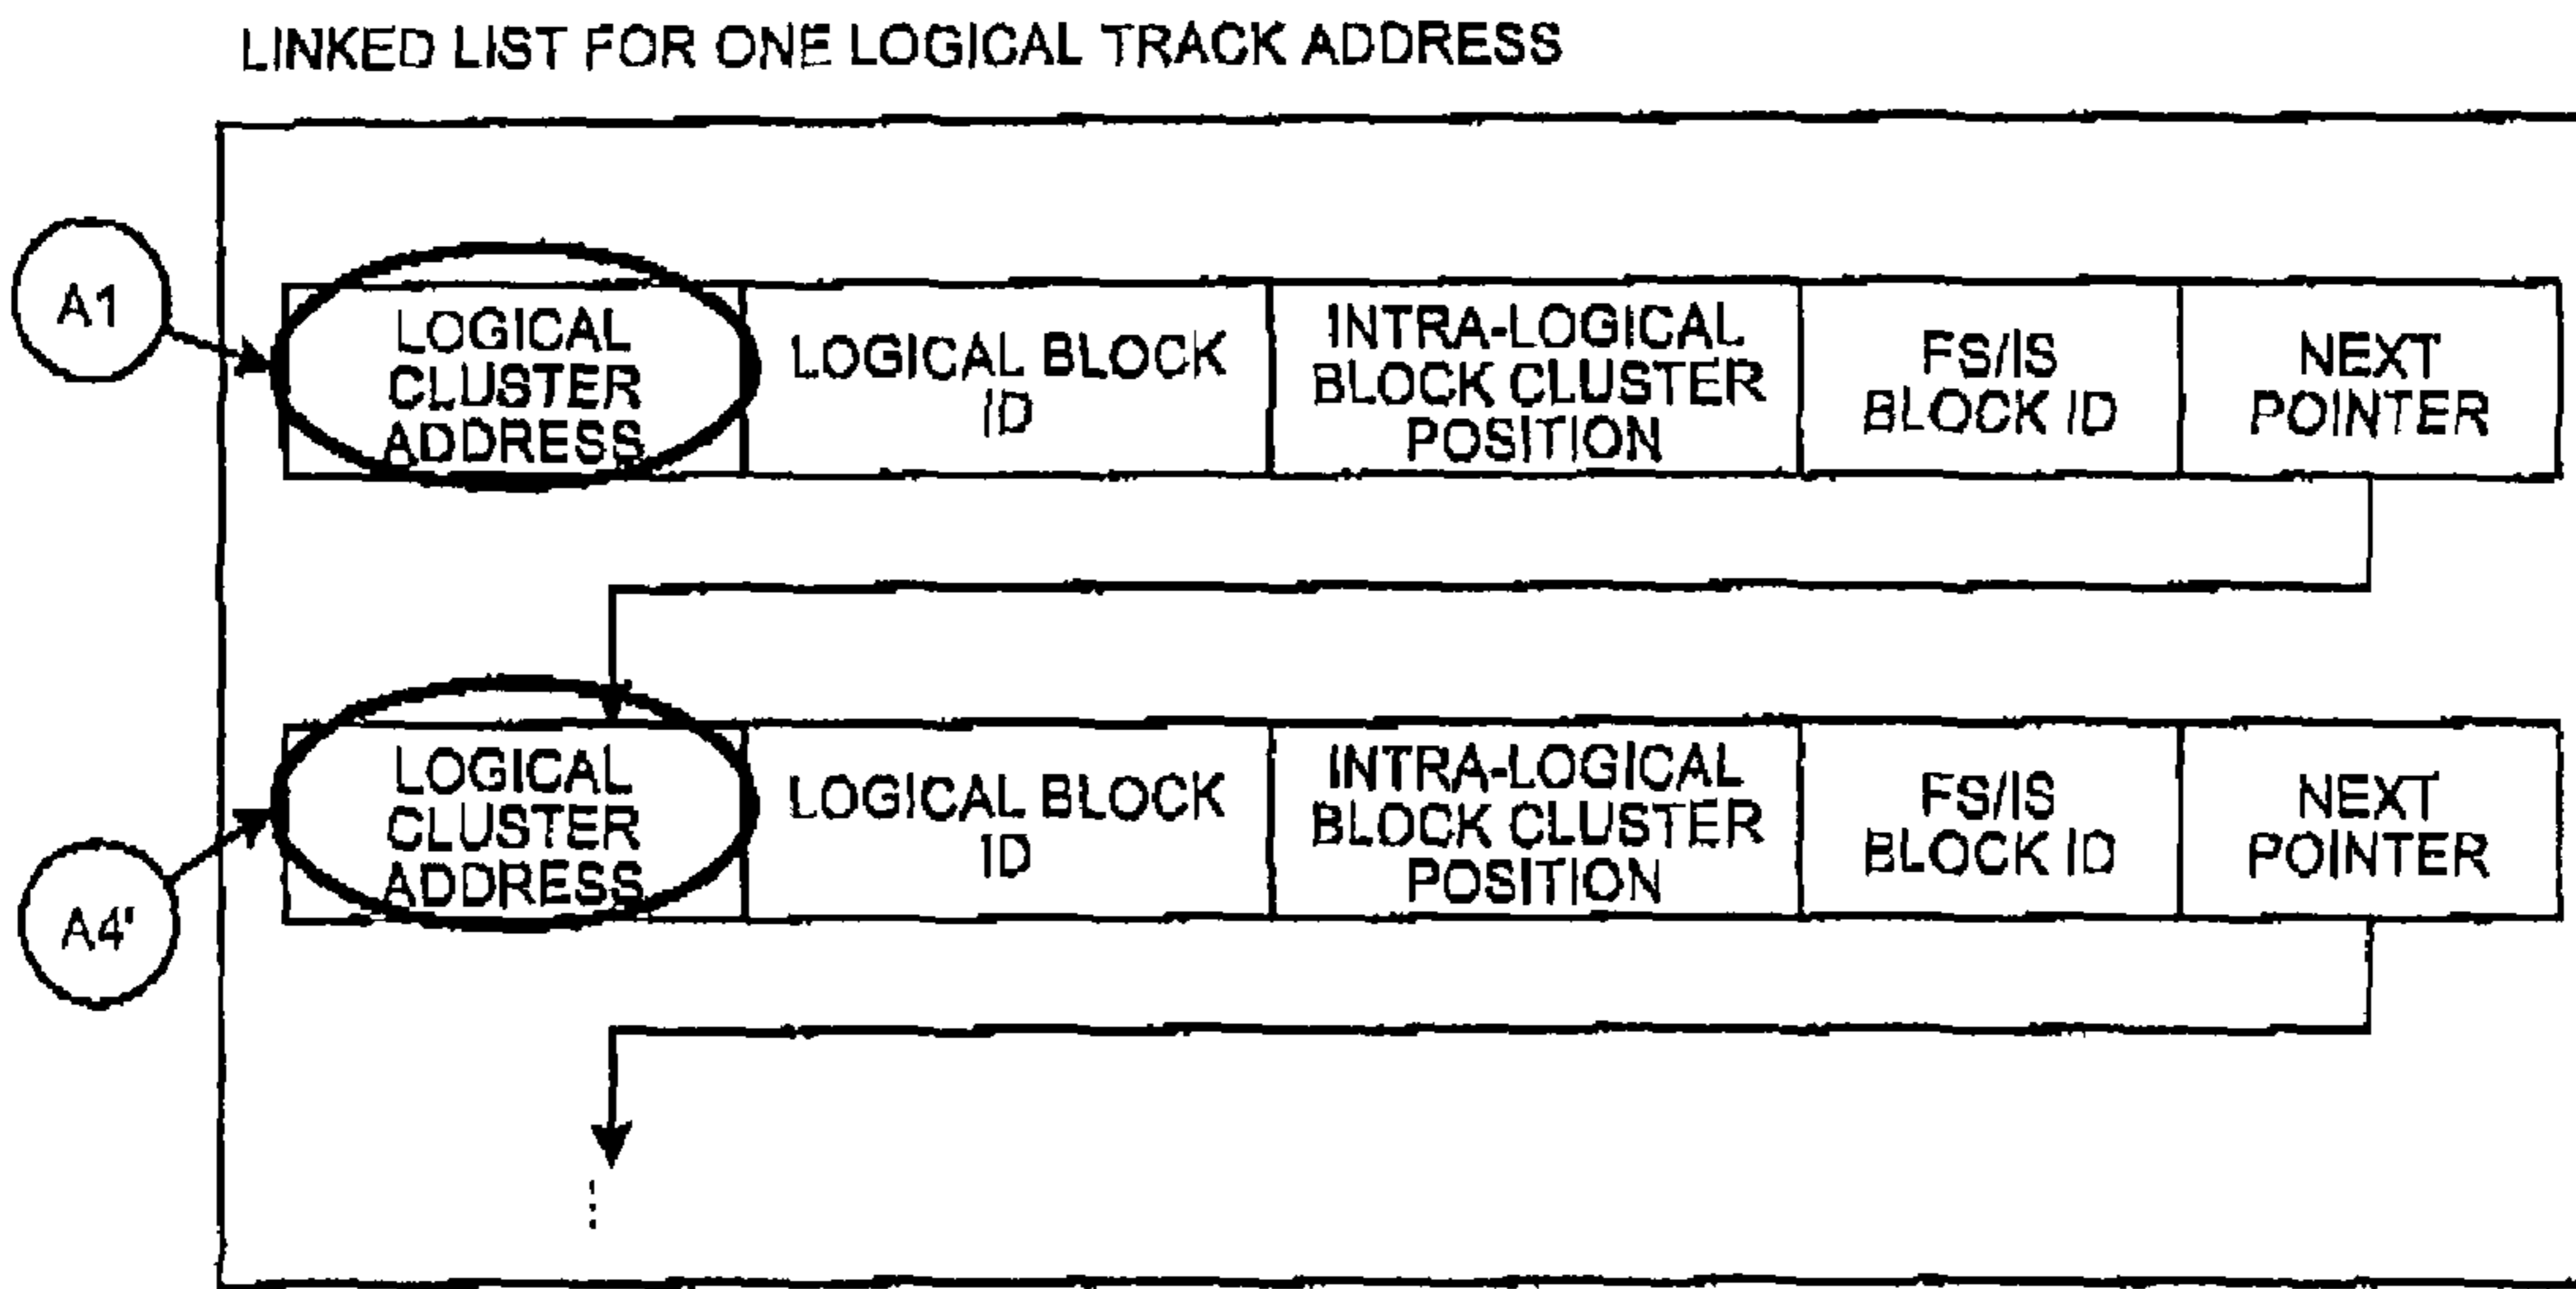 LINKED LIST FOR ONE LOGICAL TRACK ADDRESS
A1
LOGICAL
CLUSTER
ADDRESS
LOGICAL BLOCK
ID
INTRA-LOGICAL
BLOCK CLUSTER
POSITION
FS/IS
BLOCK ID
NEXT
POINTER
A4'
LOGICAL
CLUSTER
ADDRESS
LOGICAL BLOCK
ID
INTRA-LOGICAL
BLOCK CLUSTER
POSITION
FS/IS
BLOCK ID
NEXT
POINTER